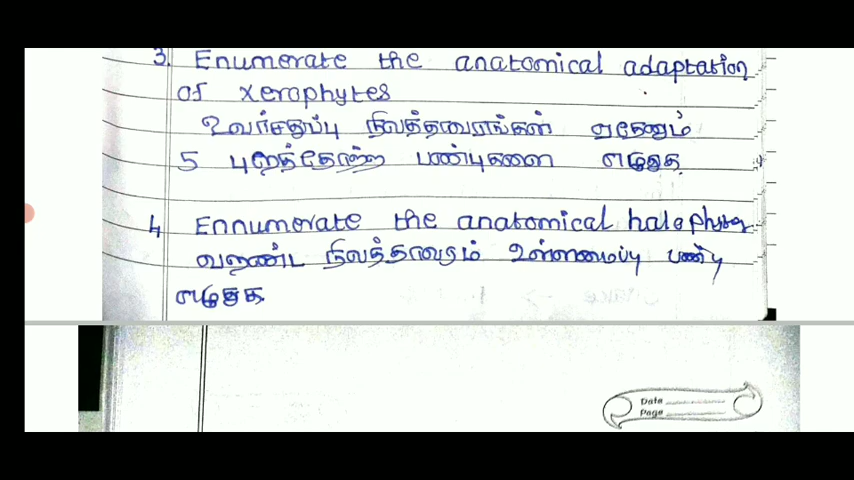 3. Enumerate the anatomical adaptation
of xerophytes
உவர்சதுப்பு நிலத்தாவரங்கள் ஏதேனும்
5 புறத்தோற்ற பண்புகளை எழுதுக.
4 Ennumerate the anatomical halophytes
வறண்ட நிலத்தாவரம் உள்ளமைப்பு பண்பு
எழுதுக.
Date
Page